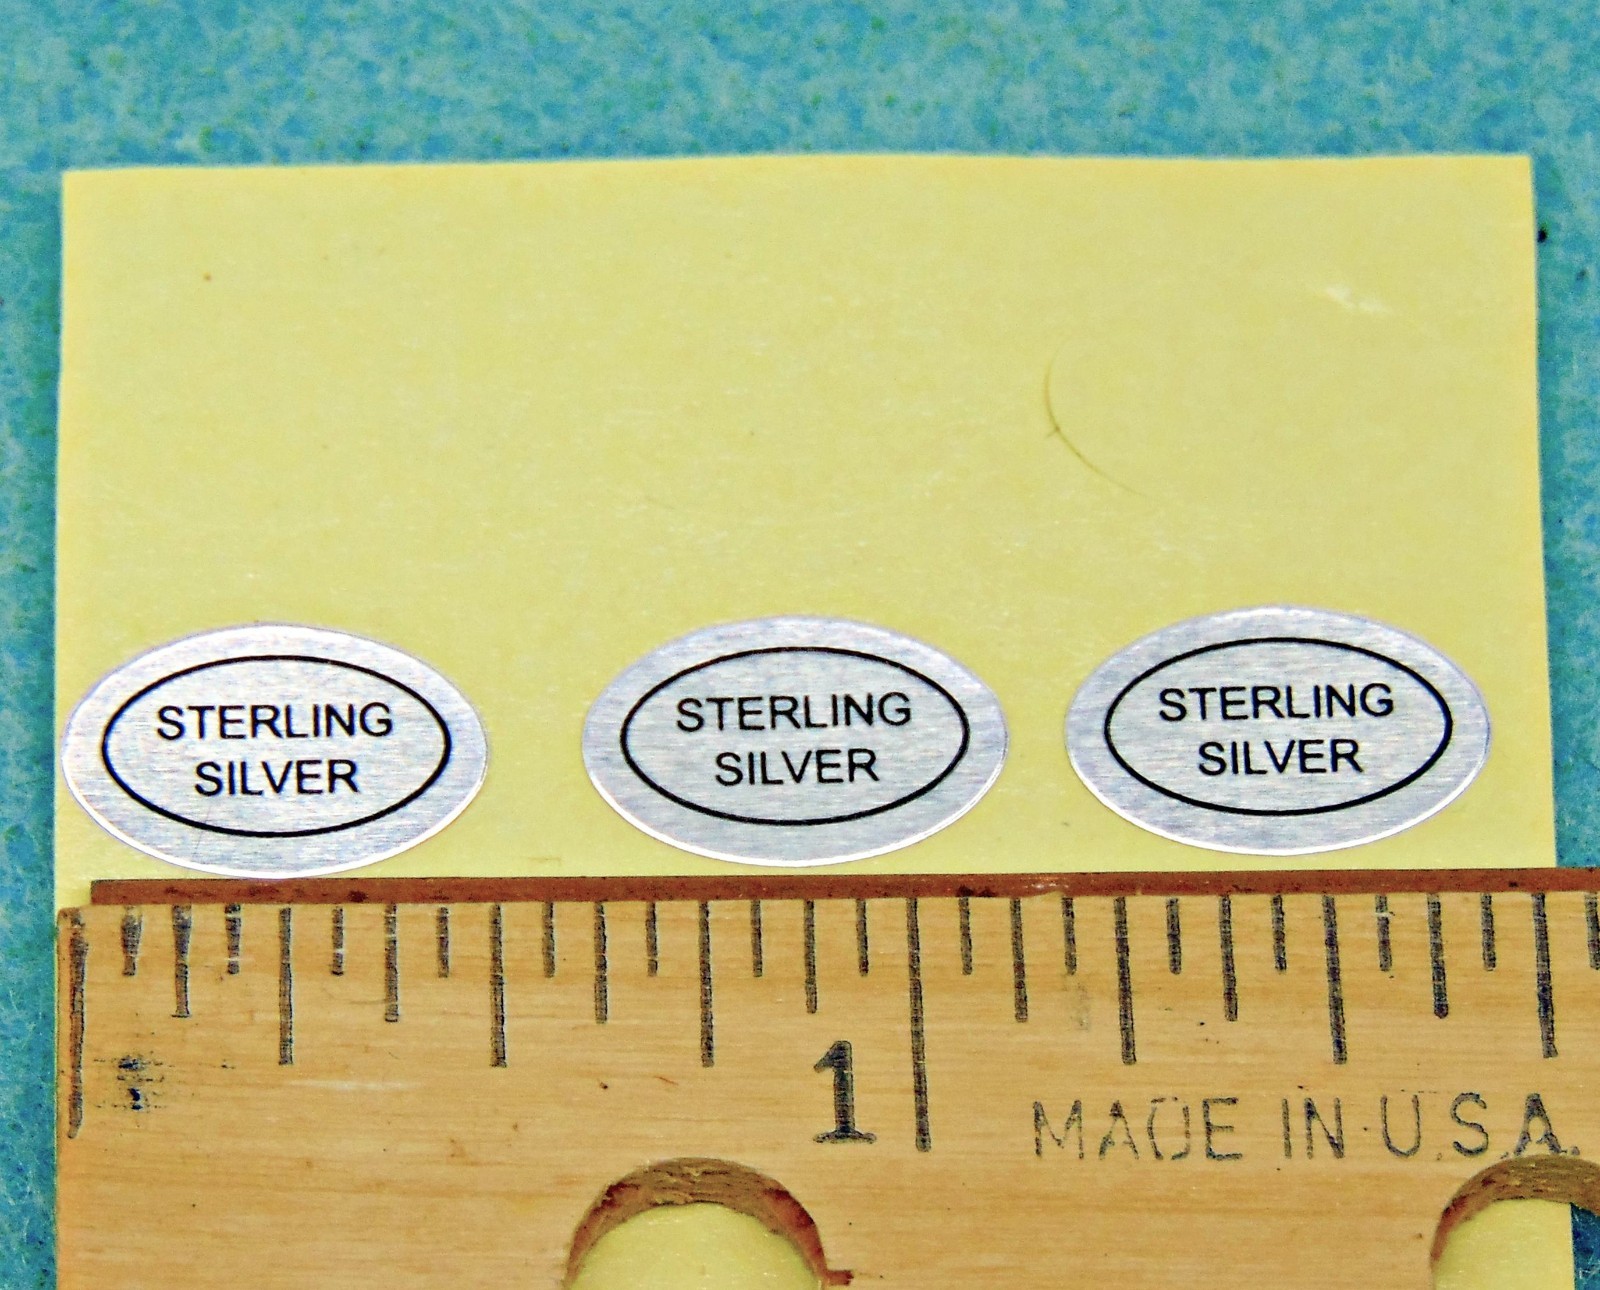 STERLING
SILVER
STERLING
SILVER
STERLING
SILVER
1
MADE IN U.S.A.